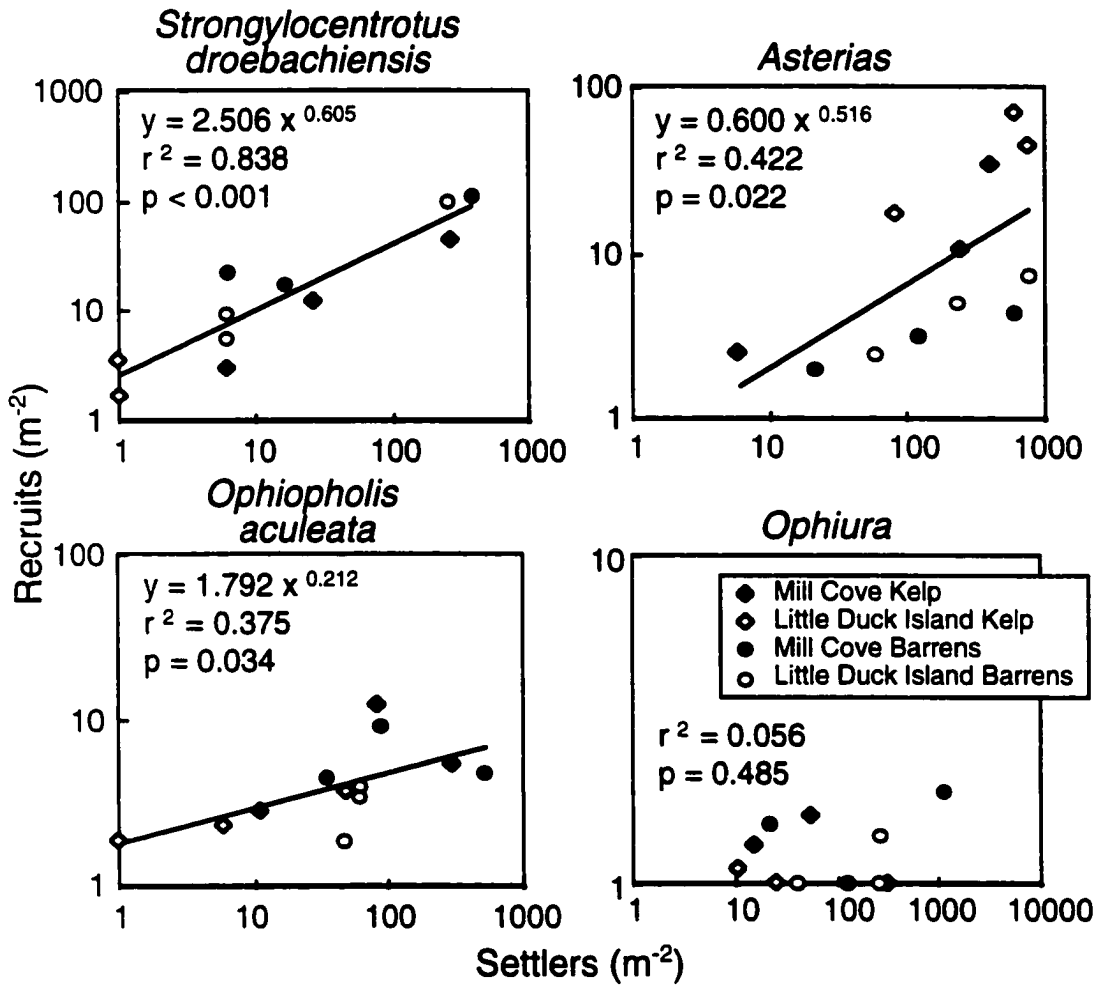 Strongylocentrotus
droebachiensis
1000
100
10
1
y = 2.506 x 0.605
r 2 = 0.838
p < 0.001
1 10 100 1000
Asterias
100
10
1
y = 0.600 x 0.516
r 2 = 0.422
p = 0.022
1 10 100 1000
Recruits (m-2)
Ophiopholis
aculeata
100
10
1
y = 1.792 x 0.212
r 2 = 0.375
p = 0.034
1 10 100 1000
Ophiura
10
1
Mill Cove Kelp
Little Duck Island Kelp
Mill Cove Barrens
Little Duck Island Barrens
r 2 = 0.056
p = 0.485
1 10 100 1000 10000
Settlers (m-2)